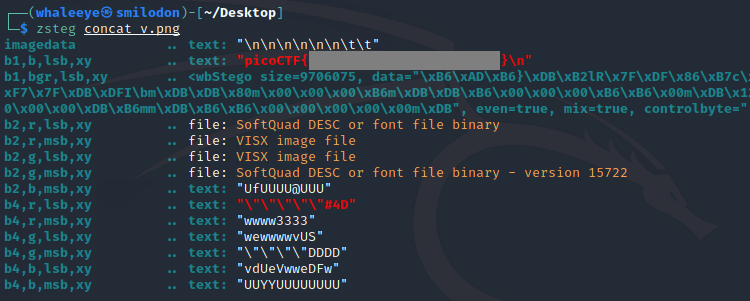 ┌──(whaleeye㉿smilodon)-[~/Desktop]
└─$ zsteg concat_v.png
imagedata .. text: "\n\n\n\n\n\n\t\t"
b1,b,lsb,xy .. text: "picoCTF{ }\n"
b1,bgr,lsb,xy .. <wbStego size=9706075, data="\xB6\xAD\xB6}\xDB\xB2lR\x7F\xDF\x86\xB7c\
xF7\x7F\xDB\xDFI\bm\xDB\xDB\x80m\x00\x00\x00\xB6m\xDB\xDB\xB6\x00\x00\x00\xB6\xB6\x00m\xDB\x1
0\x00\x00\xDB\xB6mm\xDB\xB6\xB6\x00\x00\x00\x00\x00m\xDB", even=true, mix=true, controlbyte="
b2,r,lsb,xy .. file: SoftQuad DESC or font file binary
b2,r,msb,xy .. file: VISX image file
b2,g,lsb,xy .. file: VISX image file
b2,g,msb,xy .. file: SoftQuad DESC or font file binary - version 15722
b2,b,msb,xy .. text: "UfUUUU@UUU"
b4,r,lsb,xy .. text: "\"\"\"\"\"#4D"
b4,r,msb,xy .. text: "wwww3333"
b4,g,lsb,xy .. text: "wewwwwvUS"
b4,g,msb,xy .. text: "\"\"\"\"DDDD"
b4,b,lsb,xy .. text: "vdUeVwweDFw"
b4,b,msb,xy .. text: "UUYYUUUUUUUU"